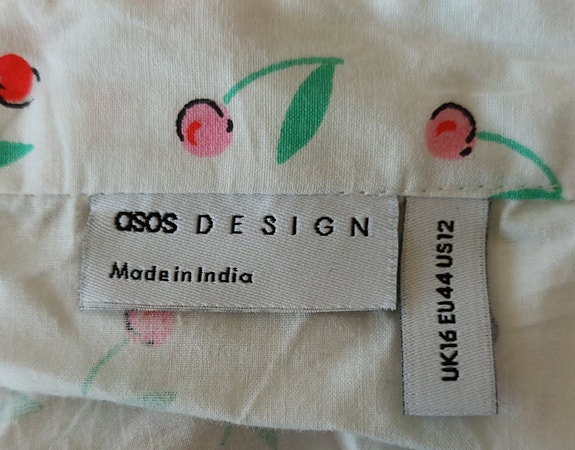 asos DESIGN
Made in India
UK16 EU44 US12